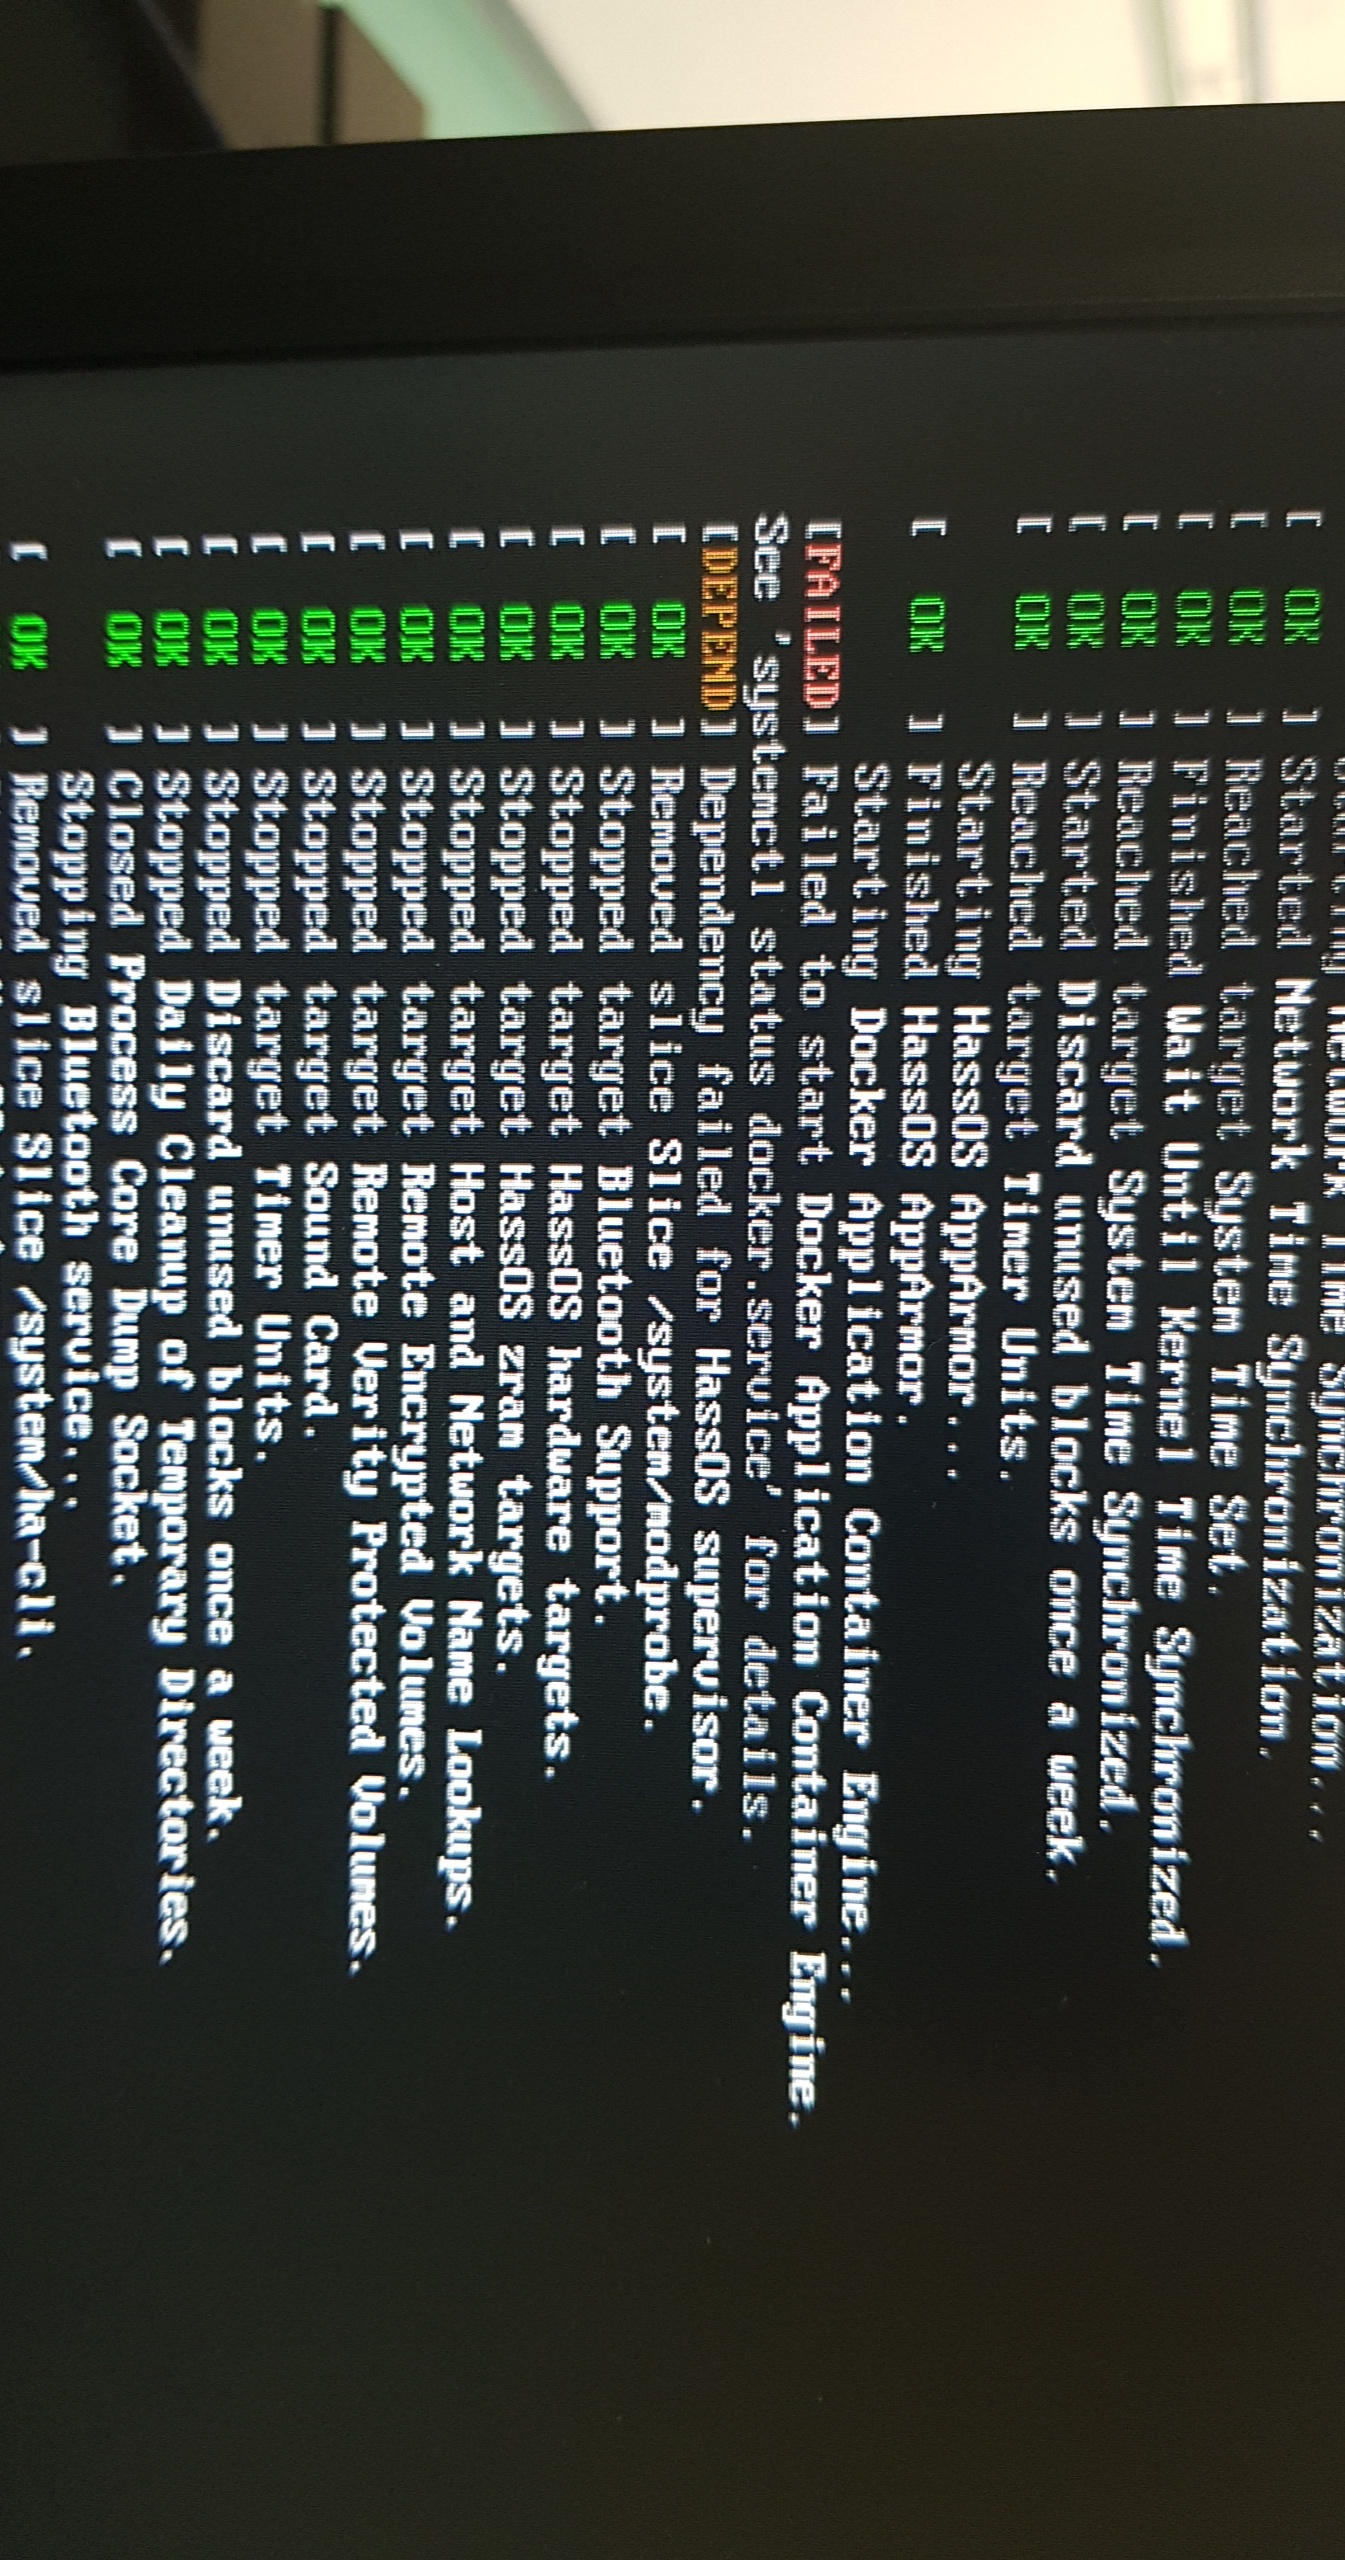 Starting Network Time Synchronization...
[  OK  ] Started Network Time Synchronization.
[  OK  ] Reached target System Time Set.
[  OK  ] Finished Wait Until Kernel Time Synchronized.
[  OK  ] Reached target System Time Synchronized.
[  OK  ] Started Discard unused blocks once a week.
[  OK  ] Reached target Timer Units.
Starting HassOS AppArmor...
[  OK  ] Finished HassOS AppArmor.
Starting Docker Application Container Engine...
[FAILED] Failed to start Docker Application Container Engine.
See 'systemctl status docker.service' for details.
[DEPEND] Dependency failed for HassOS supervisor.
[  OK  ] Removed slice Slice /system/modprobe.
[  OK  ] Stopped target Bluetooth Support.
[  OK  ] Stopped target HassOS hardware targets.
[  OK  ] Stopped target HassOS zram targets.
[  OK  ] Stopped target Host and Network Name Lookups.
[  OK  ] Stopped target Remote Encrypted Volumes.
[  OK  ] Stopped target Remote Verity Protected Volumes.
[  OK  ] Stopped target Sound Card.
[  OK  ] Stopped target Timer Units.
[  OK  ] Stopped Discard unused blocks once a week.
[  OK  ] Stopped Daily Cleanup of Temporary Directories.
[  OK  ] Closed Process Core Dump Socket.
Stopping Bluetooth service...
[  OK  ] Removed slice Slice /system/ha-cli.